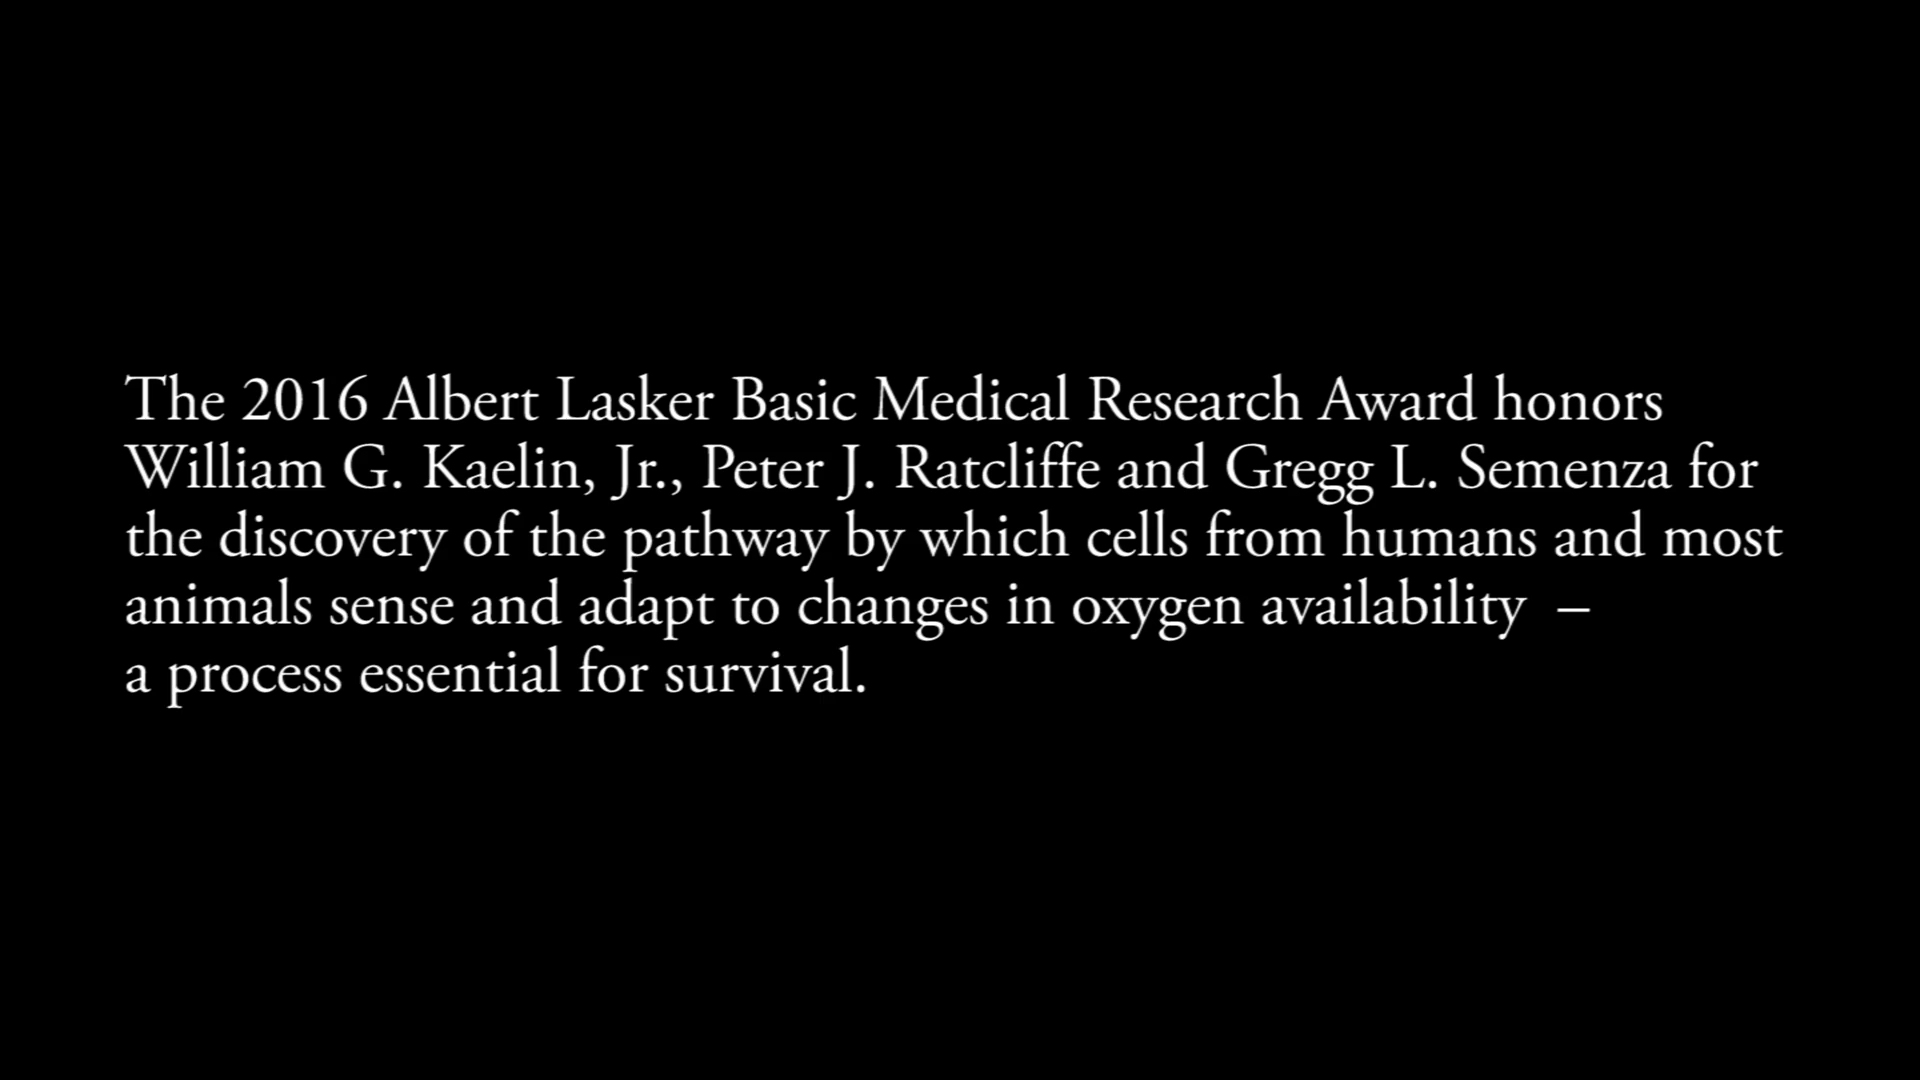 The 2016 Albert Lasker Basic Medical Research Award honors
William G. Kaelin, Jr., Peter J. Ratcliffe and Gregg L. Semenza for
the discovery of the pathway by which cells from humans and most
animals sense and adapt to changes in oxygen availability –
a process essential for survival.